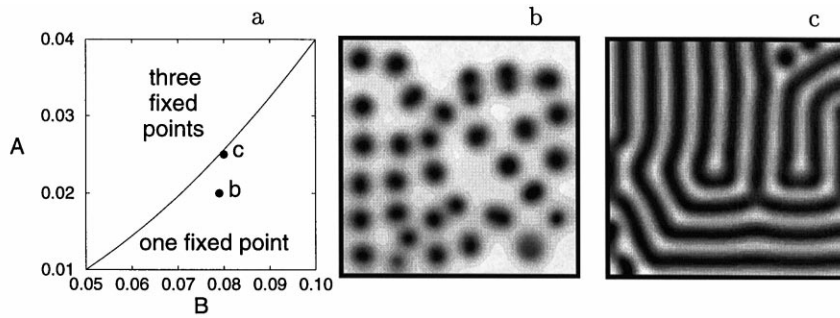 a
0.04
three
fixed
points
0.03
A
c
0.02
b
one fixed point
0.01
0.05 0.06 0.07 0.08 0.09 0.10
B
b
c